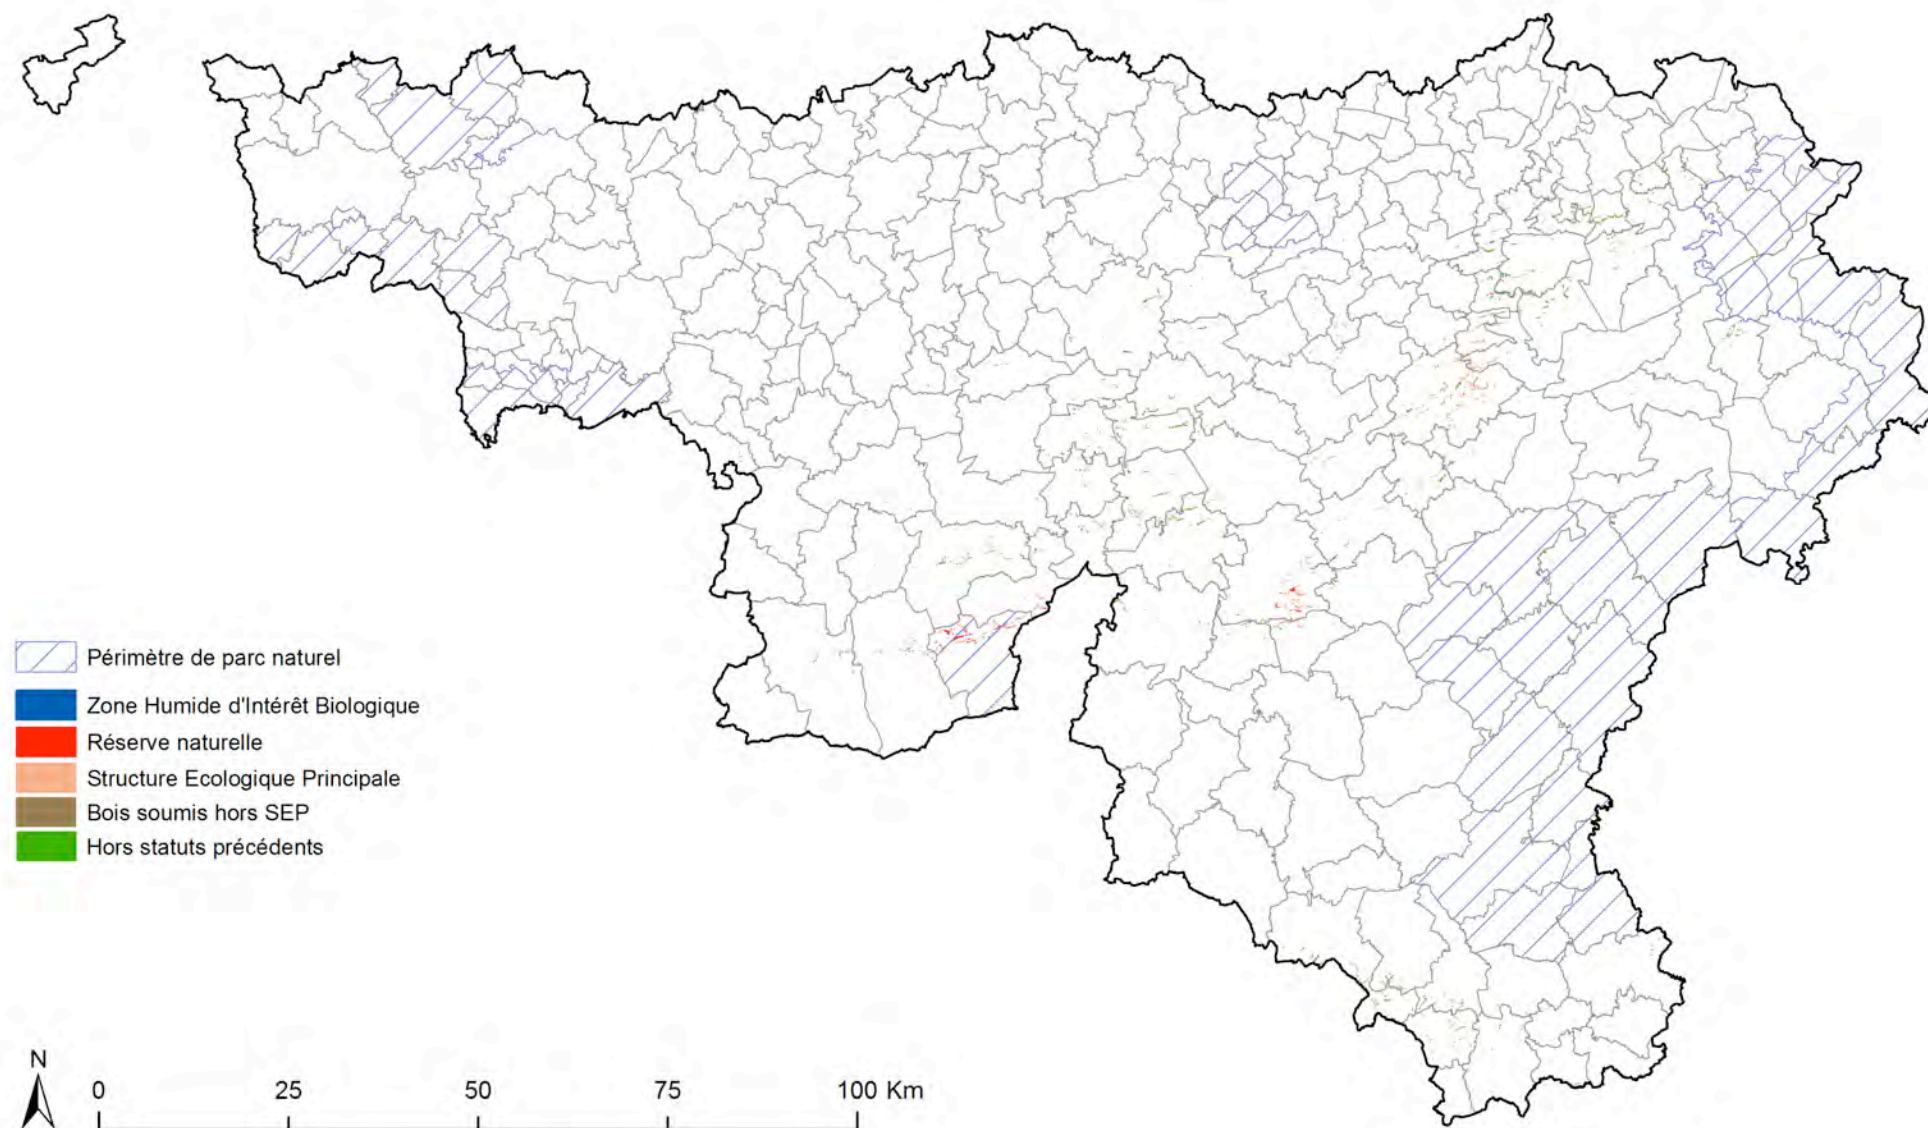 Périmètre de parc naturel
Zone Humide d'Intérêt Biologique
Réserve naturelle
Structure Ecologique Principale
Bois soumis hors SEP
Hors statuts précédents
N
0 25 50 75 100 Km